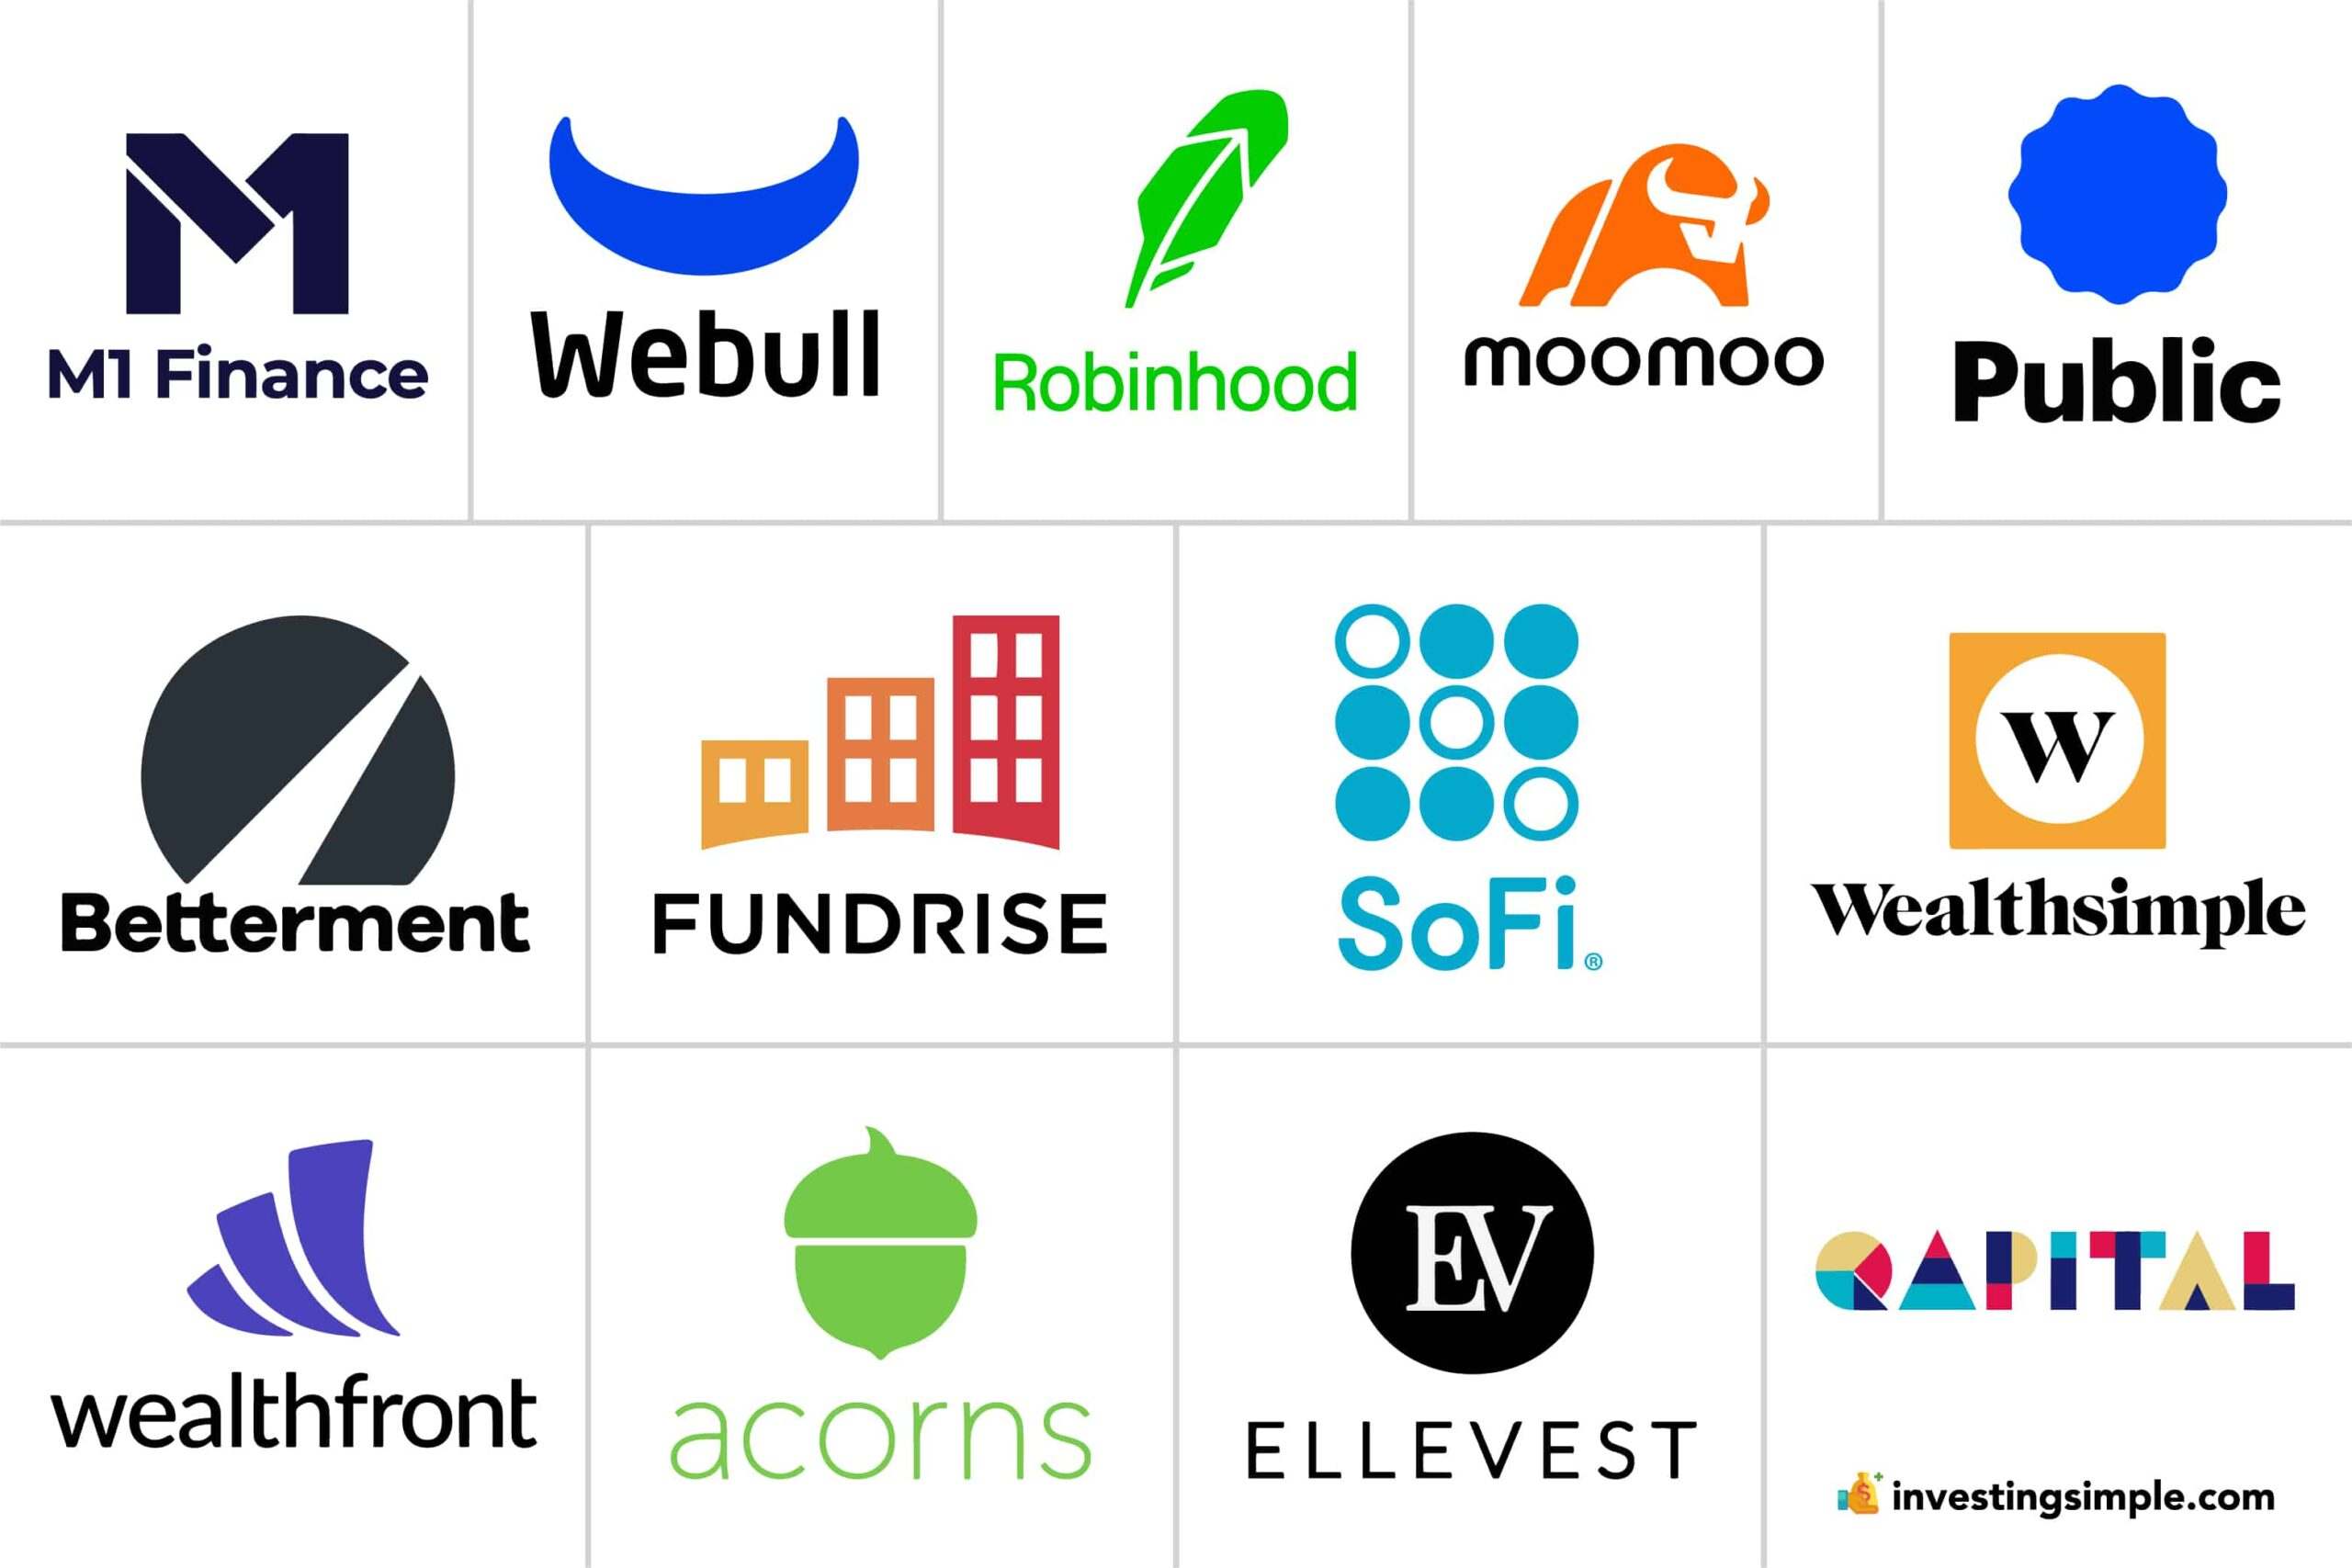 M1 Finance
Webull
Robinhood
moomoo
Public
Betterment
FUNDRISE
SoFi®
W
Wealthsimple
wealthfront
acorns
EV
ELLEVEST
QAPITAL
$
investingsimple.com